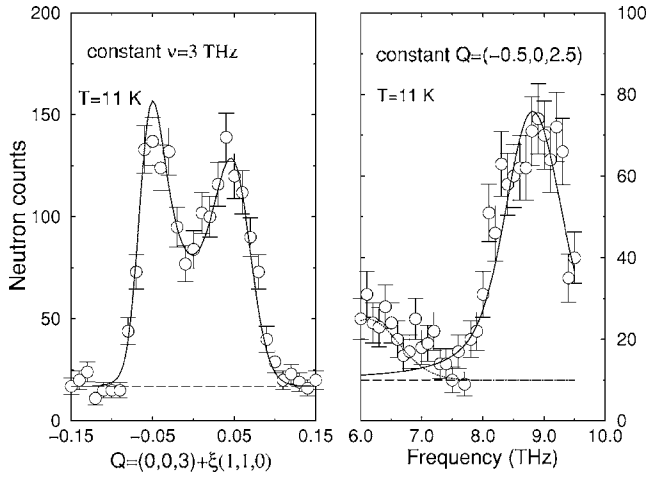 constant ν=3 THz
T=11 K
Neutron counts
200
150
100
50
0
−0.15
−0.05
0.05
0.15
Q=(0,0,3)+ξ(1,1,0)
constant Q=(−0.5,0,2.5)
T=11 K
100
80
60
40
20
0
6.0
7.0
8.0
9.0
10.0
Frequency (THz)